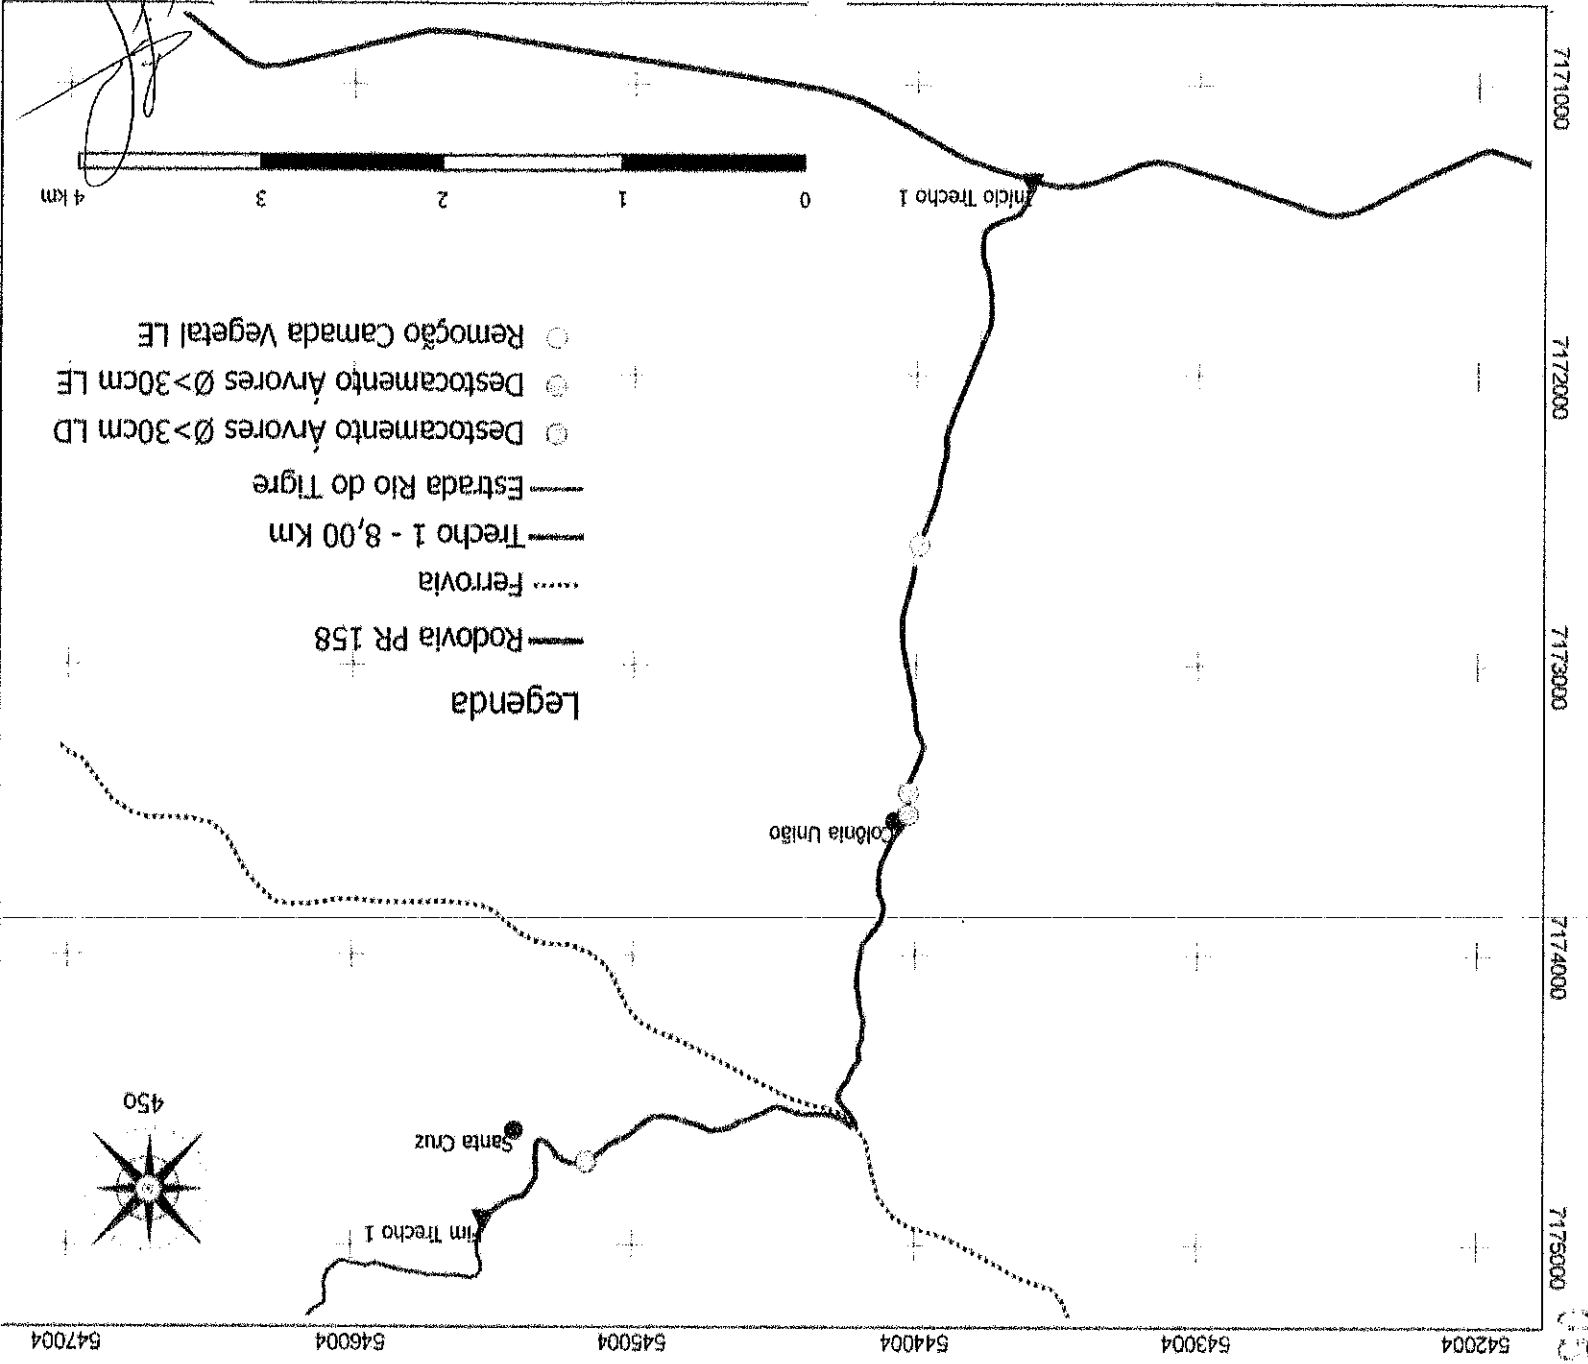 542004
543004
544004
545004
546004
547004
7175000
7174000
7173000
7172000
7171000
450
Fim Trecho 1
Santa Cruz
Colônia União
Início Trecho 1
Legenda
Rodovia PR 158
Ferrovia
Trecho 1 - 8,00 Km
Estrada Rio do Tigre
Destocamento Árvores Ø>30cm LD
Destocamento Árvores Ø>30cm LE
Remoção Camada Vegetal LE
0 1 2 3 4 km